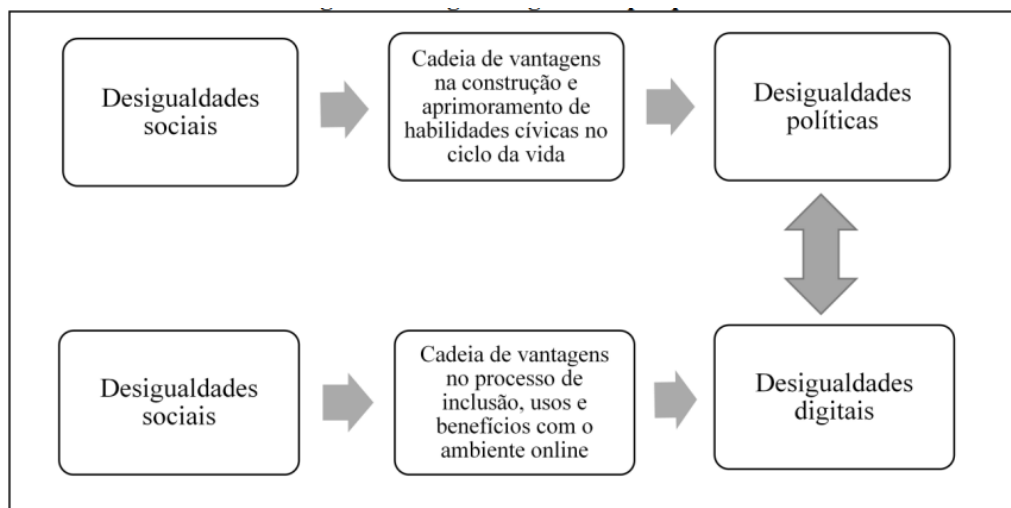 Desigualdades
sociais
Cadeia de vantagens
na construção e
aprimoramento de
habilidades cívicas no
ciclo da vida
Desigualdades
políticas
Desigualdades
sociais
Cadeia de vantagens
no processo de
inclusão, usos e
benefícios com o
ambiente online
Desigualdades
digitais